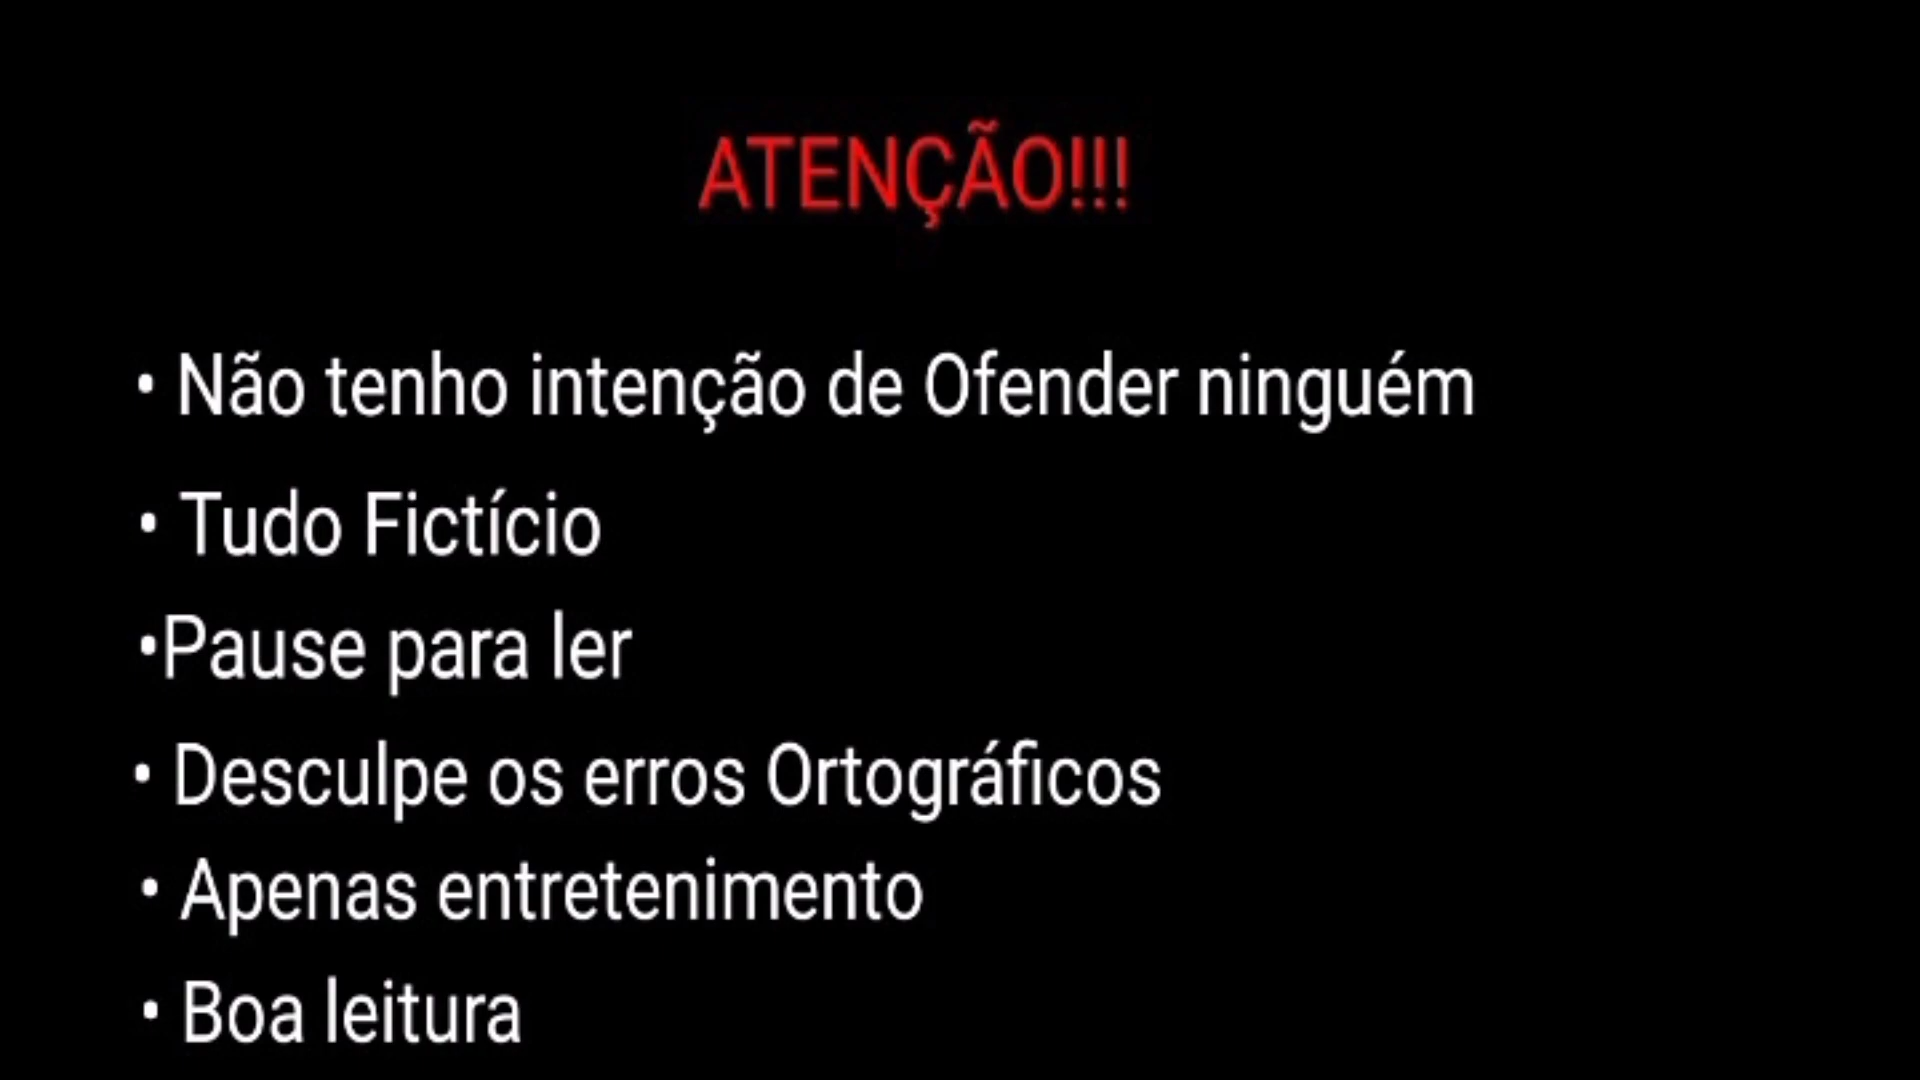 ATENÇÃO!!!
• Não tenho intenção de Ofender ninguém
• Tudo Fictício
•Pause para ler
• Desculpe os erros Ortográficos
• Apenas entretenimento
• Boa leitura